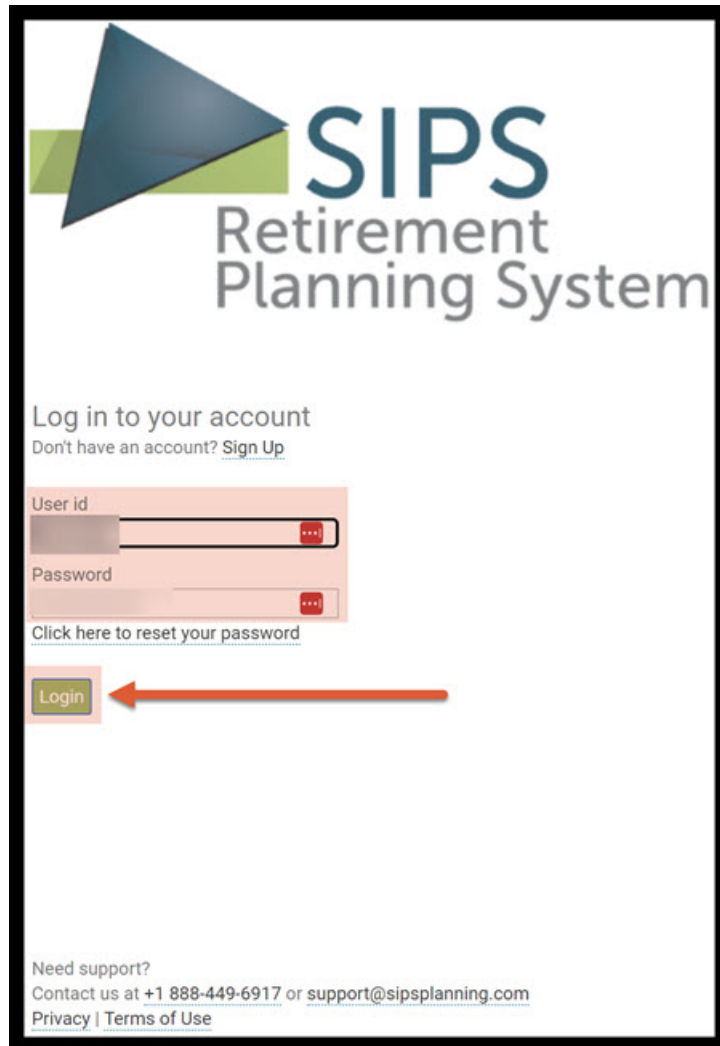 SIPS
Retirement
Planning System
Log in to your account
Don't have an account? Sign Up
User id
Password
Click here to reset your password
Login
Need support?
Contact us at +1 888-449-6917 or support@sipsplanning.com
Privacy | Terms of Use